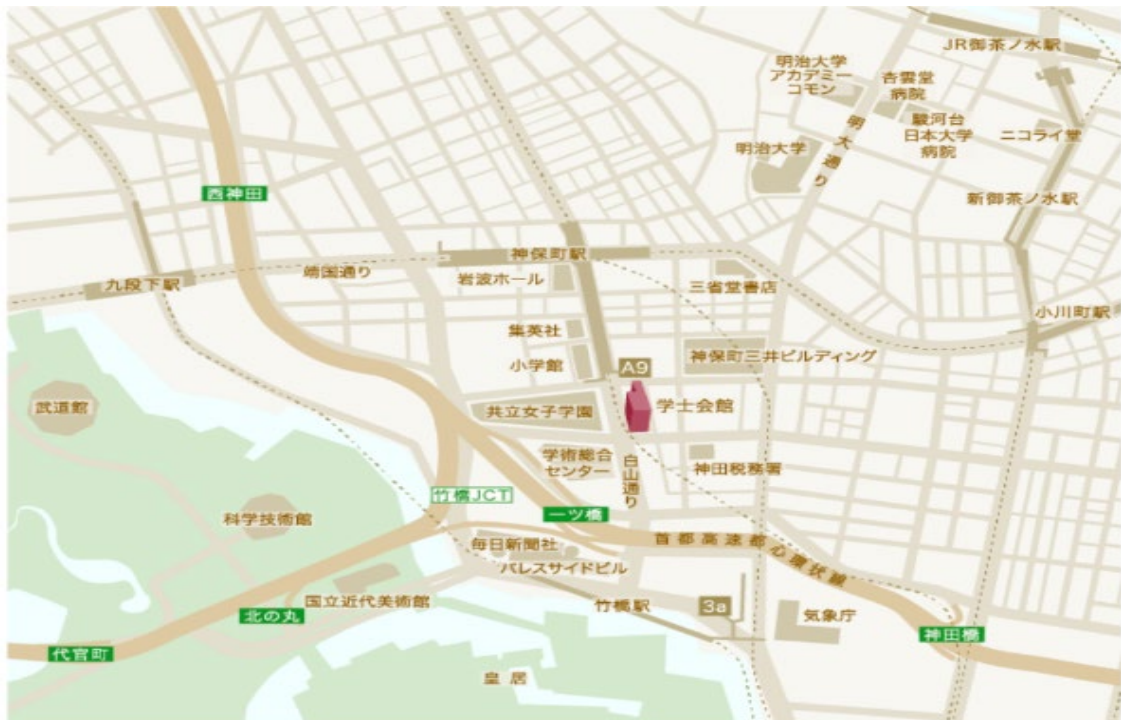 JR御茶ノ水駅
明治大学
アカデミー
コモン
杏雲堂
病院
駿河台
日本大学
病院
ニコライ堂
明治大学
明大通り
西神田
新御茶ノ水駅
神保町駅
靖国通り
九段下駅
岩波ホール
三省堂書店
小川町駅
集英社
小学館
神保町三井ビルディング
A9
武道館
共立女子学園
学士会館
学術総合
センター
白山通り
神田税務署
竹橋JCT
一ツ橋
科学技術館
毎日新聞社
パレスサイドビル
首都高速都心環状線
国立近代美術館
北の丸
竹橋駅
3a
気象庁
神田橋
代官町
皇居